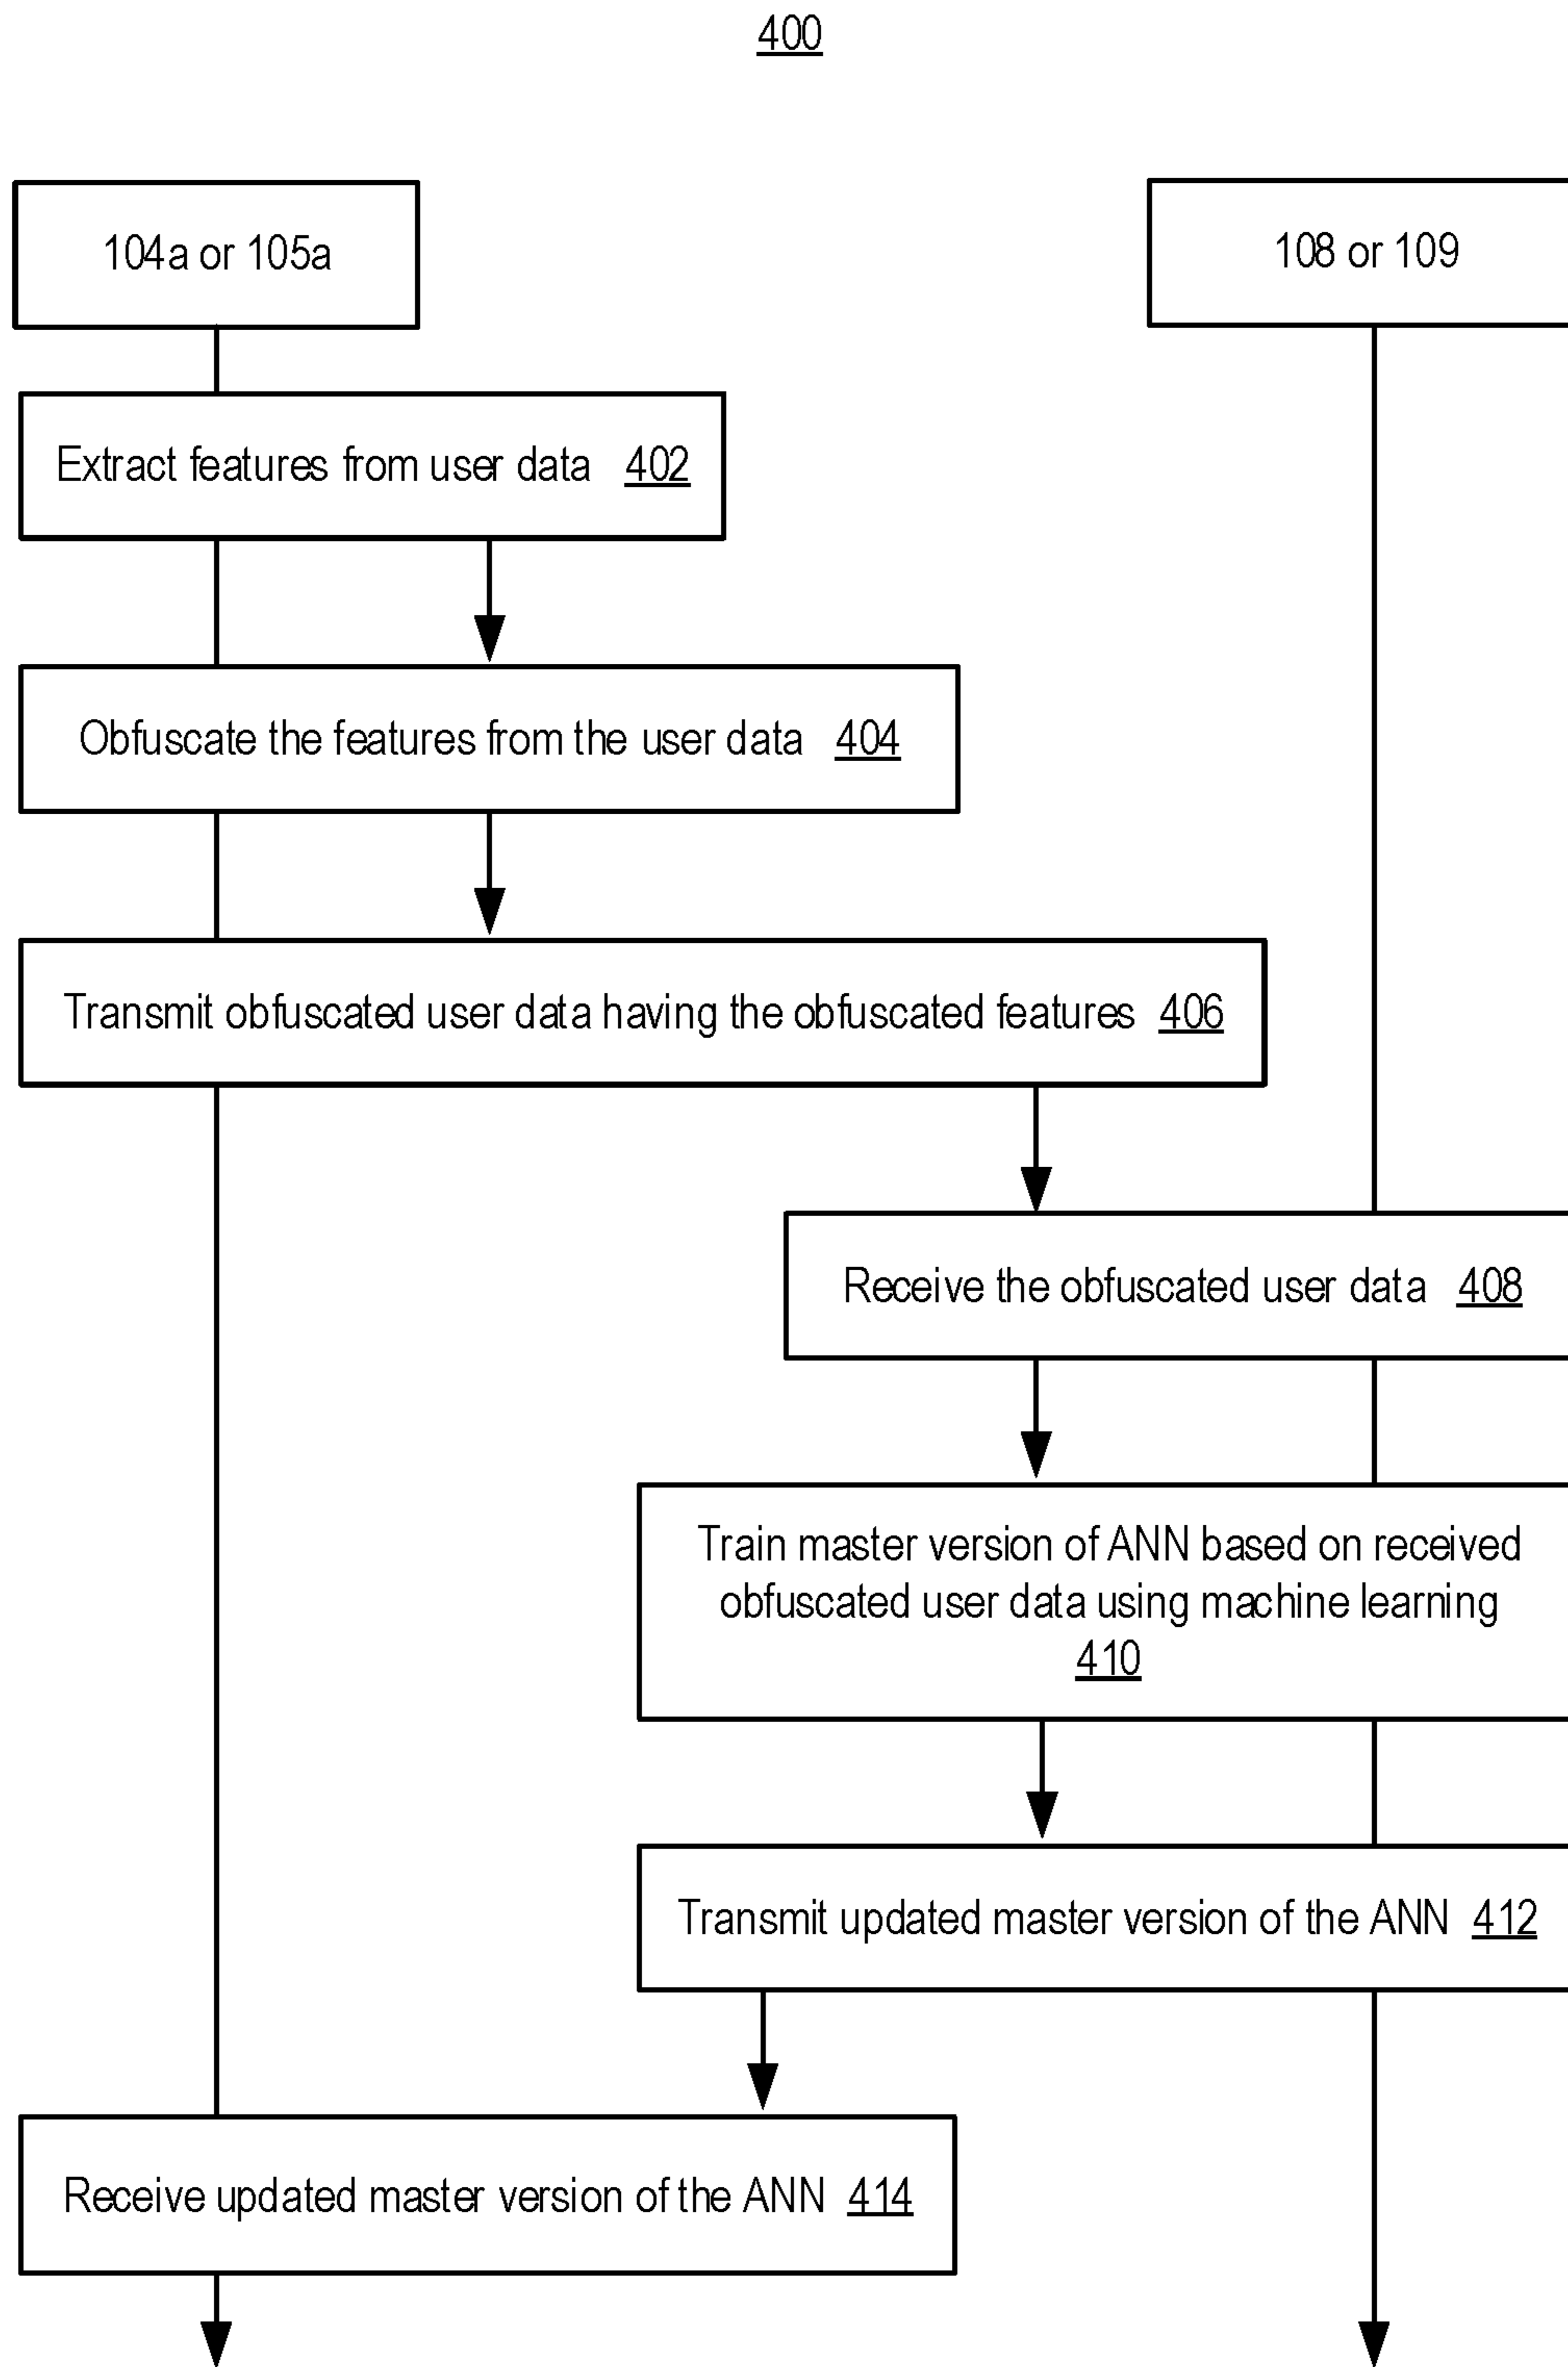 400
104a or 105a
108 or 109
Extract features from user data 402
Obfuscate the features from the user data 404
Transmit obfuscated user data having the obfuscated features 406
Receive the obfuscated user data 408
Train master version of ANN based on received
obfuscated user data using machine learning
410
Transmit updated master version of the ANN 412
Receive updated master version of the ANN 414